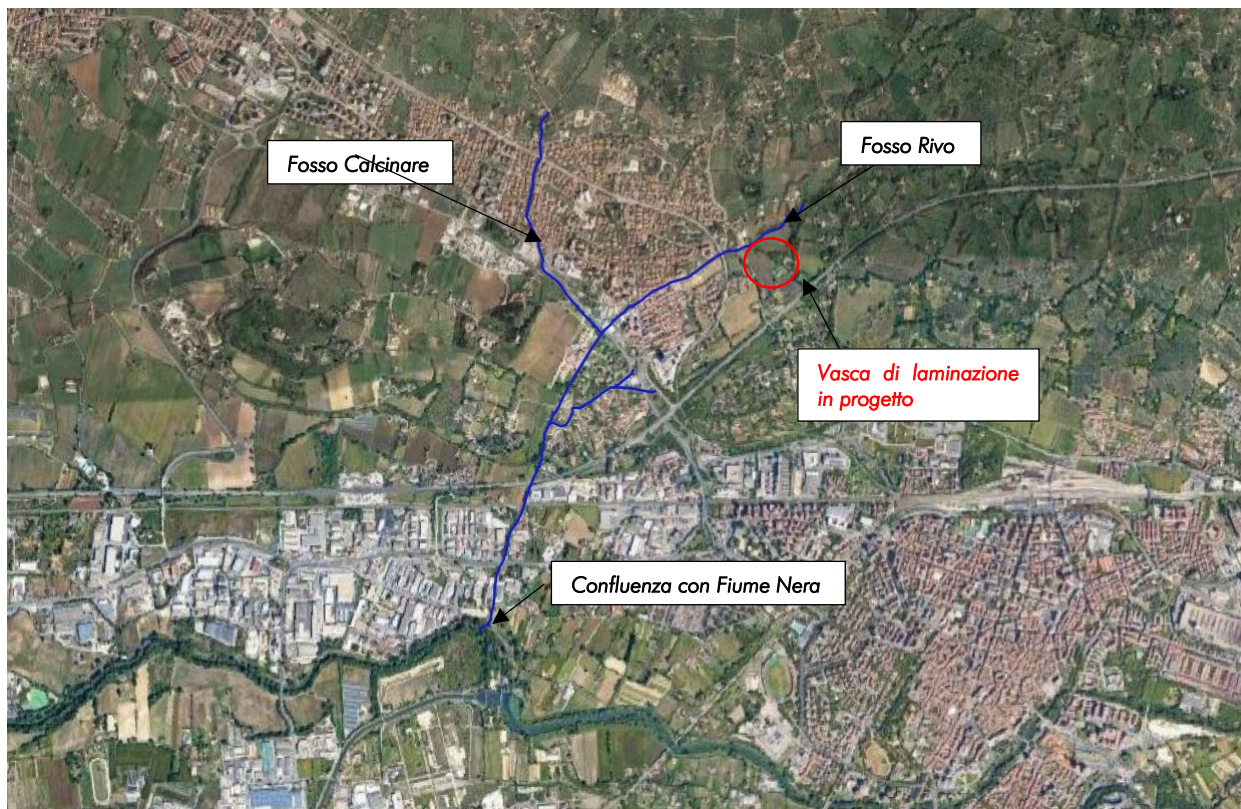 Fosso Rivo
Fosso Calcinare
Vasca di laminazione
in progetto
Confluenza con Fiume Nera